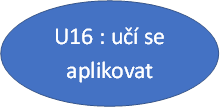 U16 : učí se
aplikovat